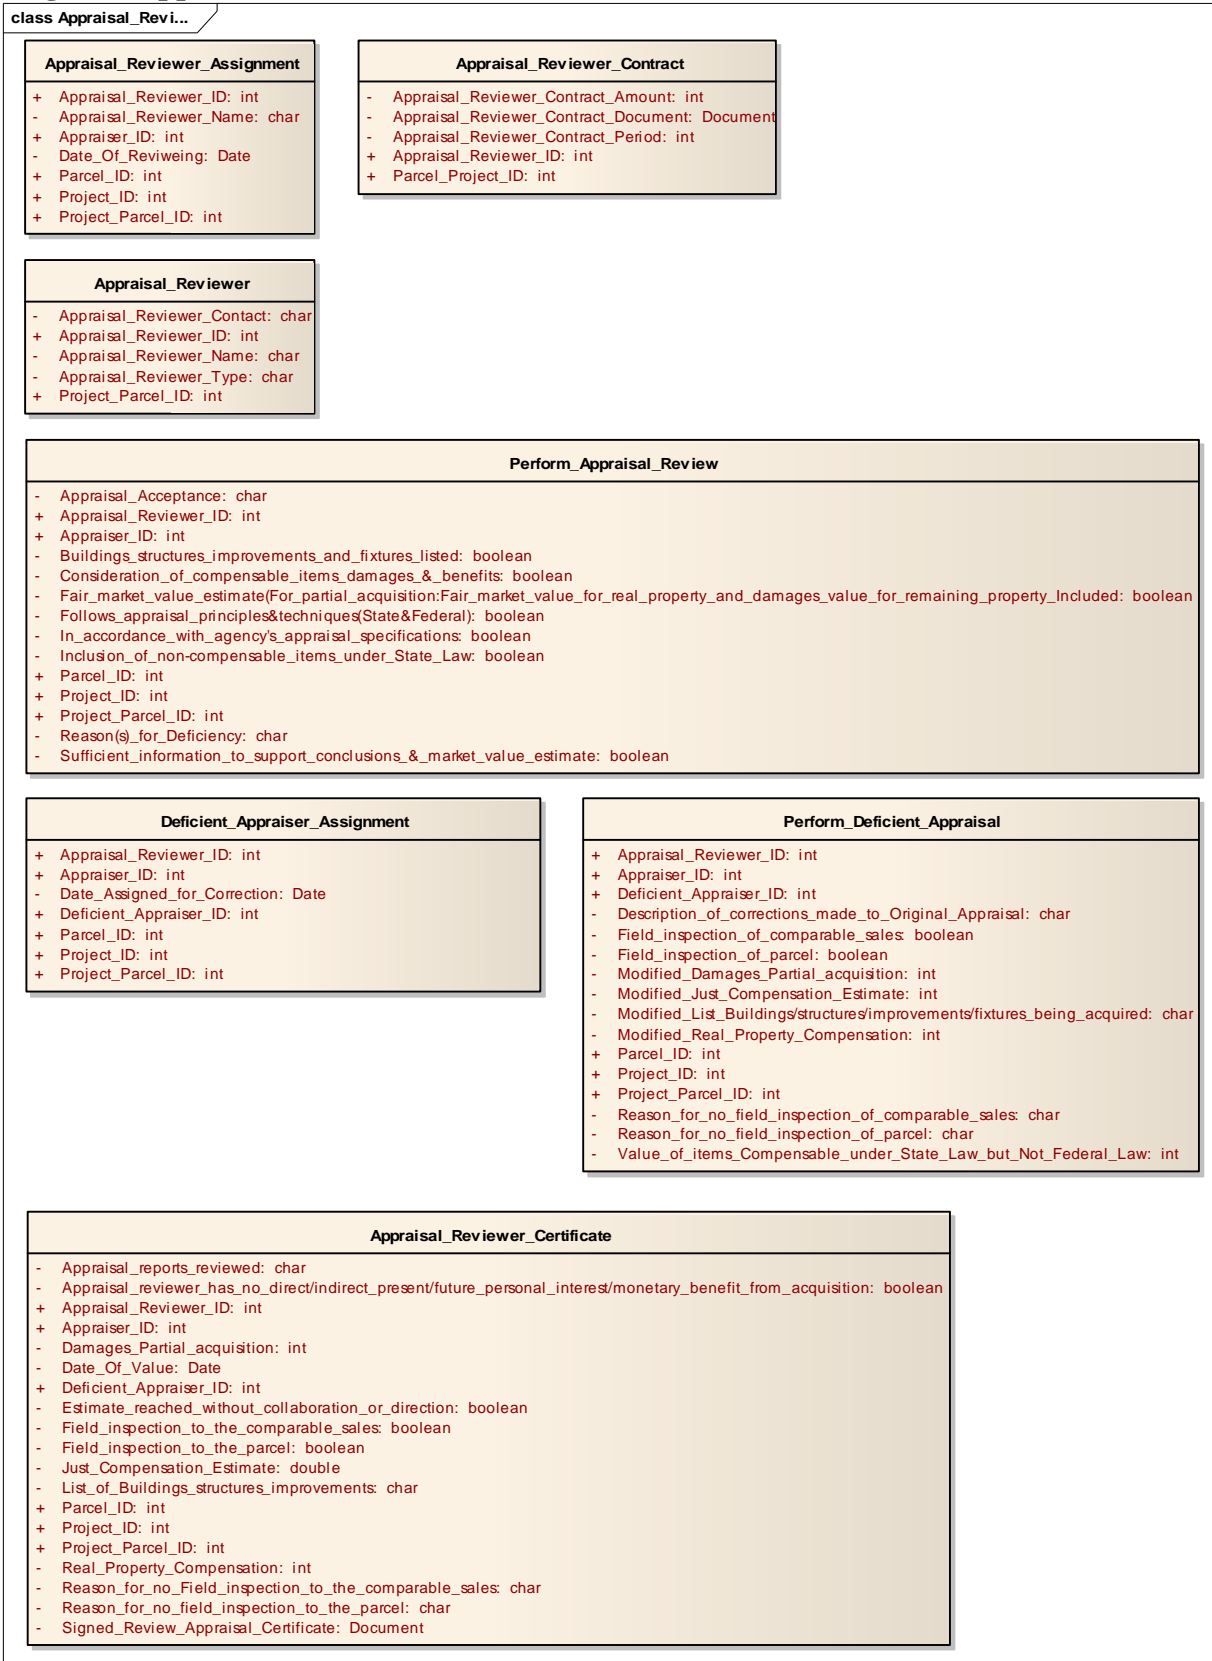 class Appraisal_Revi...
Appraisal_Reviewer_Assignment
+ Appraisal_Reviewer_ID: int
- Appraisal_Reviewer_Name: char
+ Appraiser_ID: int
- Date_Of_Reviweing: Date
+ Parcel_ID: int
+ Project_ID: int
+ Project_Parcel_ID: int
Appraisal_Reviewer_Contract
- Appraisal_Reviewer_Contract_Amount: int
- Appraisal_Reviewer_Contract_Document: Document
- Appraisal_Reviewer_Contract_Period: int
+ Appraisal_Reviewer_ID: int
+ Parcel_Project_ID: int
Appraisal_Reviewer
- Appraisal_Reviewer_Contact: char
+ Appraisal_Reviewer_ID: int
- Appraisal_Reviewer_Name: char
- Appraisal_Reviewer_Type: char
+ Project_Parcel_ID: int
Perform_Appraisal_Review
- Appraisal_Acceptance: char
+ Appraisal_Reviewer_ID: int
+ Appraiser_ID: int
- Buildings_structures_improvements_and_fixtures_listed: boolean
- Consideration_of_compensable_items_damages_&_benefits: boolean
- Fair_market_value_estimate(For_partial_acquisition:Fair_market_value_for_real_property_and_damages_value_for_remaining_property_Included: boolean
- Follows_appraisal_principles&techniques(State&Federal): boolean
- In_accordance_with_agency's_appraisal_specifications: boolean
- Inclusion_of_non-compensable_items_under_State_Law: boolean
+ Parcel_ID: int
+ Project_ID: int
+ Project_Parcel_ID: int
- Reason(s)_for_Deficiency: char
- Sufficient_information_to_support_conclusions_&_market_value_estimate: boolean
Deficient_Appraiser_Assignment
+ Appraisal_Reviewer_ID: int
+ Appraiser_ID: int
- Date_Assigned_for_Correction: Date
+ Deficient_Appraiser_ID: int
+ Parcel_ID: int
+ Project_ID: int
+ Project_Parcel_ID: int
Perform_Deficient_Appraisal
+ Appraisal_Reviewer_ID: int
+ Appraiser_ID: int
+ Deficient_Appraiser_ID: int
- Description_of_corrections_made_to_Original_Appraisal: char
- Field_inspection_of_comparable_sales: boolean
- Field_inspection_of_parcel: boolean
- Modified_Damages_Partial_acquisition: int
- Modified_Just_Compensation_Estimate: int
- Modified_List_Buildings/structures/improvements/fixtures_being_acquired: char
- Modified_Real_Property_Compensation: int
+ Parcel_ID: int
+ Project_ID: int
+ Project_Parcel_ID: int
- Reason_for_no_field_inspection_of_comparable_sales: char
- Reason_for_no_field_inspection_of_parcel: char
- Value_of_items_Compensable_under_State_Law_but_Not_Federal_Law: int
Appraisal_Reviewer_Certificate
- Appraisal_reports_reviewed: char
- Appraisal_reviewer_has_no_direct/indirect_present/future_personal_interest/monetary_benefit_from_acquisition: boolean
+ Appraisal_Reviewer_ID: int
+ Appraiser_ID: int
- Damages_Partial_acquisition: int
- Date_Of_Value: Date
+ Deficient_Appraiser_ID: int
- Estimate_reached_without_collaboration_or_direction: boolean
- Field_inspection_to_the_comparable_sales: boolean
- Field_inspection_to_the_parcel: boolean
- Just_Compensation_Estimate: double
- List_of_Buildings_structures_improvements: char
+ Parcel_ID: int
+ Project_ID: int
+ Project_Parcel_ID: int
- Real_Property_Compensation: int
- Reason_for_no_Field_inspection_to_the_comparable_sales: char
- Reason_for_no_field_inspection_to_the_parcel: char
- Signed_Review_Appraisal_Certificate: Document